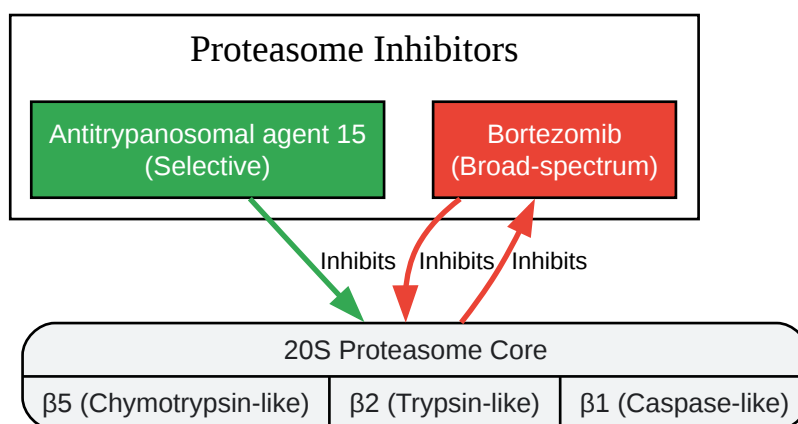 Proteasome Inhibitors
Antitrypanosomal agent 15
(Selective)
Bortezomib
(Broad-spectrum)
Inhibits
Inhibits
Inhibits
20S Proteasome Core
β5 (Chymotrypsin-like)
β2 (Trypsin-like)
β1 (Caspase-like)